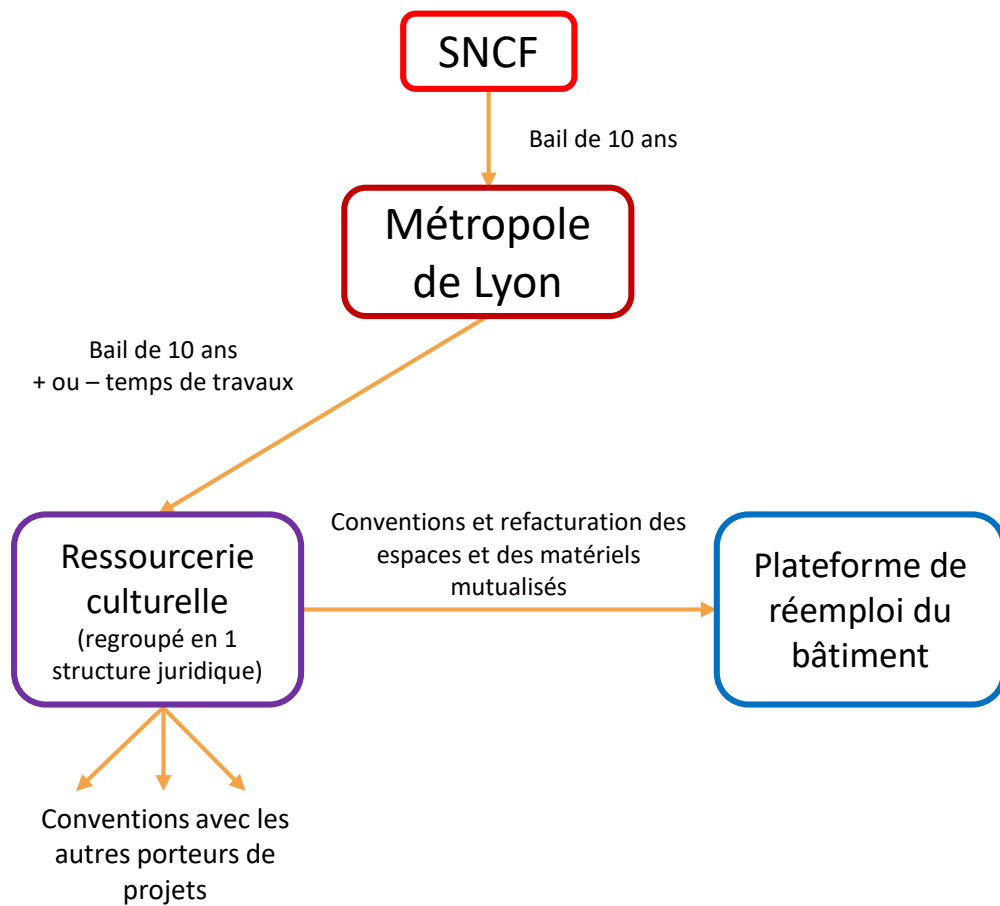 SNCF
Bail de 10 ans
Métropole
de Lyon
Bail de 10 ans
+ ou – temps de travaux
Ressourcerie
culturelle
(regroupé en 1
structure juridique)
Conventions et refacturation des
espaces et des matériels
mutualisés
Plateforme de
réemploi du
bâtiment
Conventions avec les
autres porteurs de
projets